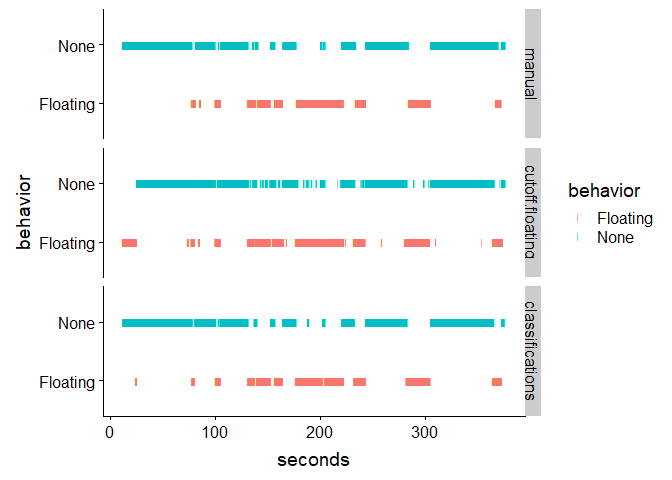 None
Floating
manual
None
Floating
cutoff.floating
None
Floating
classifications
behavior
0 100 200 300
seconds
behavior
Floating
None